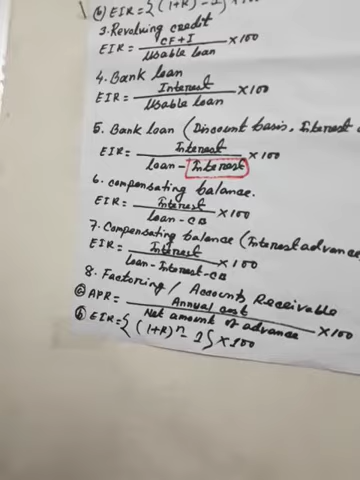 (b) EIR = { (1+R)ⁿ - 1 } × 100
3. Revolving credit
EIR = CF + I / Usable loan × 100
4. Bank loan
EIR = Interest / Usable loan × 100
5. Bank loan (Discount basis, Interest
EIR = Interest / loan - Interest × 100
6. compensating balance.
EIR = Interest / Loan - CB × 100
7. Compensating balance (Interest advance
EIR = Interest / Loan - Interest - CB × 100
8. Factoring / Accounts Receivable
(a) APR = Annual cost / Net amount of advance × 100
(b) EIR = { (1+R)ⁿ - 1 } × 100